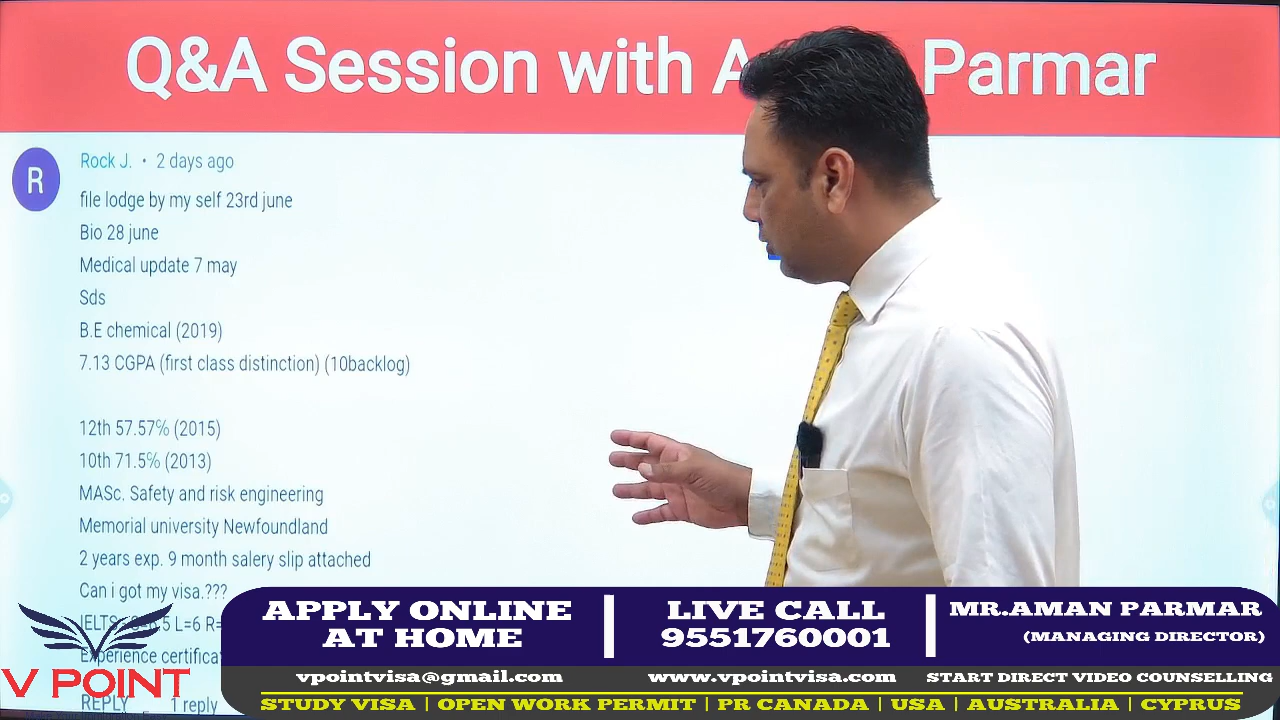 Q&A Session with A Parmar
R
Rock J. • 2 days ago
file lodge by my self 23rd june
Bio 28 june
Medical update 7 may
Sds
B.E chemical (2019)
7.13 CGPA (first class distinction) (10backlog)
12th 57.57% (2015)
10th 71.5% (2013)
MASc. Safety and risk engineering
Memorial university Newfoundland
2 years exp. 9 month salery slip attached
Can i got my visa.???
L=6 R=
Experience
REPLY 1 reply
V POINT
APPLY ONLINE
AT HOME
LIVE CALL
9551760001
MR.AMAN PARMAR
(MANAGING DIRECTOR)
vpointvisa@gmail.com
www.vpointvisa.com
START DIRECT VIDEO COUNSELLING
STUDY VISA | OPEN WORK PERMIT | PR CANADA | USA | AUSTRALIA | CYPRUS